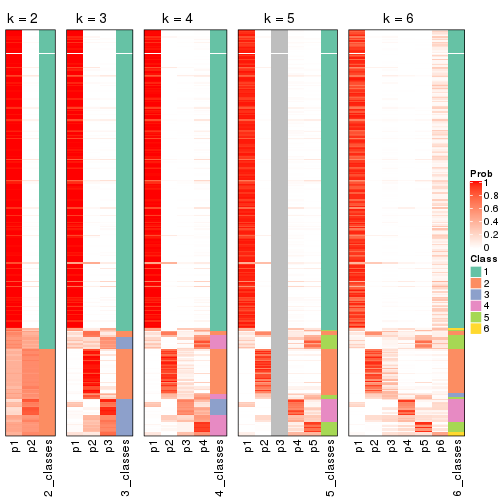 k = 2
k = 3
k = 4
k = 5
k = 6
p1
p2
2_classes
p1
p2
p3
3_classes
p1
p2
p3
p4
4_classes
p1
p2
p3
p4
p5
5_classes
p1
p2
p3
p4
p5
p6
6_classes
Prob
1
0.8
0.6
0.4
0.2
0
Class
1
2
3
4
5
6